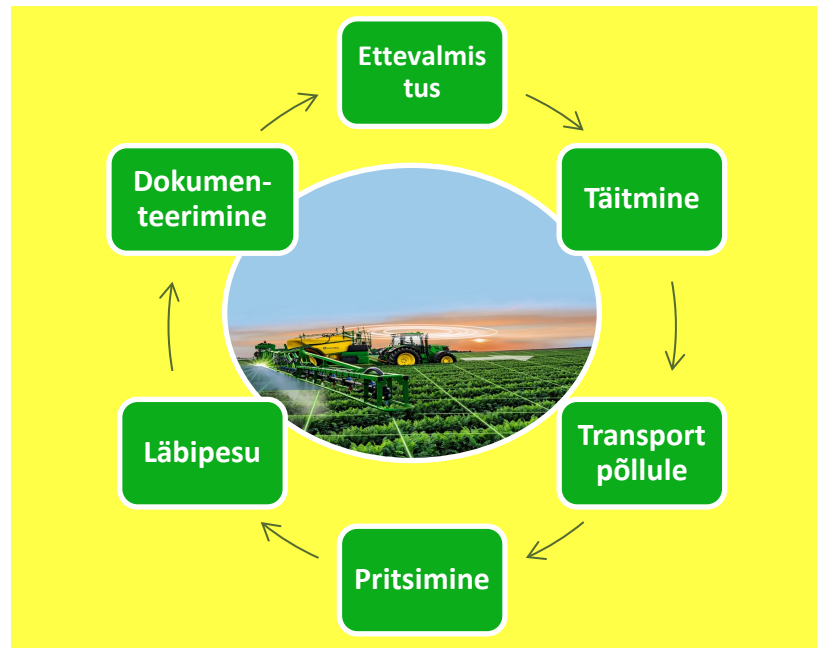 Ettevalmis
tus
Täitmine
Transport
põllule
Pritsimine
Läbipesu
Dokumen-
teerimine